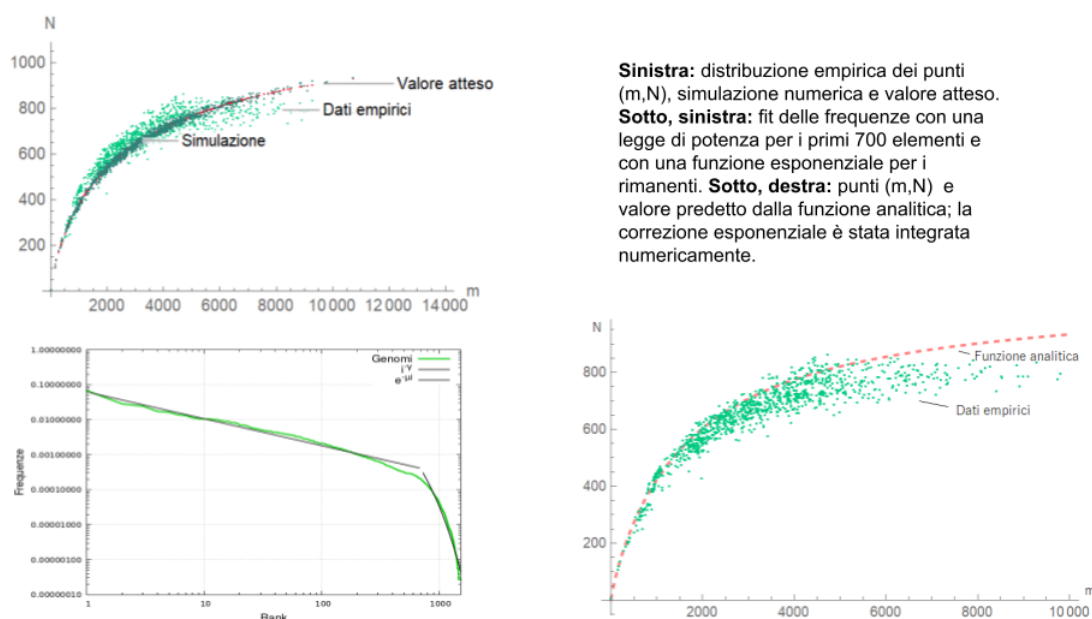 N
1000
800
600
400
200
2000
4000
6000
8000
10000
12000
14000
m
Valore atteso
Dati empirici
Simulazione
Sinistra: distribuzione empirica dei punti
(m,N), simulazione numerica e valore atteso.
Sotto, sinistra: fit delle frequenze con una
legge di potenza per i primi 700 elementi e
con una funzione esponenziale per i
rimanenti. Sotto, destra: punti (m,N) e
valore predetto dalla funzione analitica; la
correzione esponenziale è stata integrata
numericamente.
1.00000000
0.10000000
0.01000000
0.00100000
0.00010000
0.00001000
0.00000100
0.00000010
Frequenze
Genomi
i^-γ
e^-μi
1
10
100
1000
Rank
N
800
600
400
200
2000
4000
6000
8000
10000
m
Funzione analitica
Dati empirici